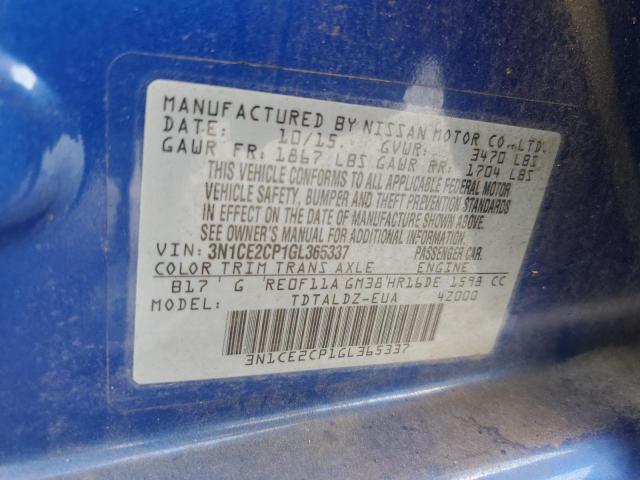 MANUFACTURED BY NISSAN MOTOR CO., LTD.
DATE: 10/15 GVWR: 3470 LBS
GAWR FR: 1867 LBS GAWR RR: 1704 LBS
THIS VEHICLE CONFORMS TO ALL APPLICABLE FEDERAL MOTOR
VEHICLE SAFETY, BUMPER AND THEFT PREVENTION STANDARDS
IN EFFECT ON THE DATE OF MANUFACTURE SHOWN ABOVE.
SEE OWNER'S MANUAL FOR ADDITIONAL INFORMATION.
VIN: 3N1CE2CP1GL365337 PASSENGER CAR.
COLOR TRIM TRANS AXLE ENGINE
B17 G RE0F11A GM38 HR16DE 1598 CC
MODEL: TDTALDZ-EUA 4Z000
3N1CE2CP1GL365337